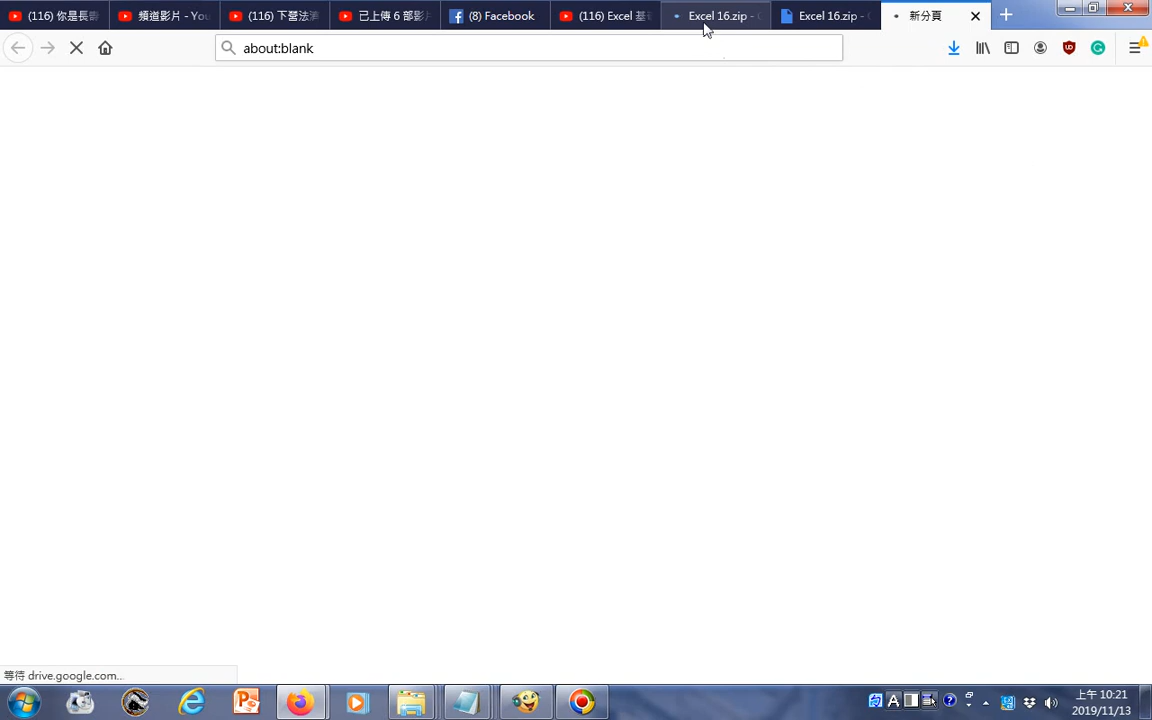 (116) 你是長
頻道影片 - You
(116) 下營法
已上傳 6 部影片
(8) Facebook
(116) Excel 基
Excel 16.zip - G
Excel 16.zip - G
新分頁
about:blank
等待 drive.google.com...
上午 10:21
2019/11/13